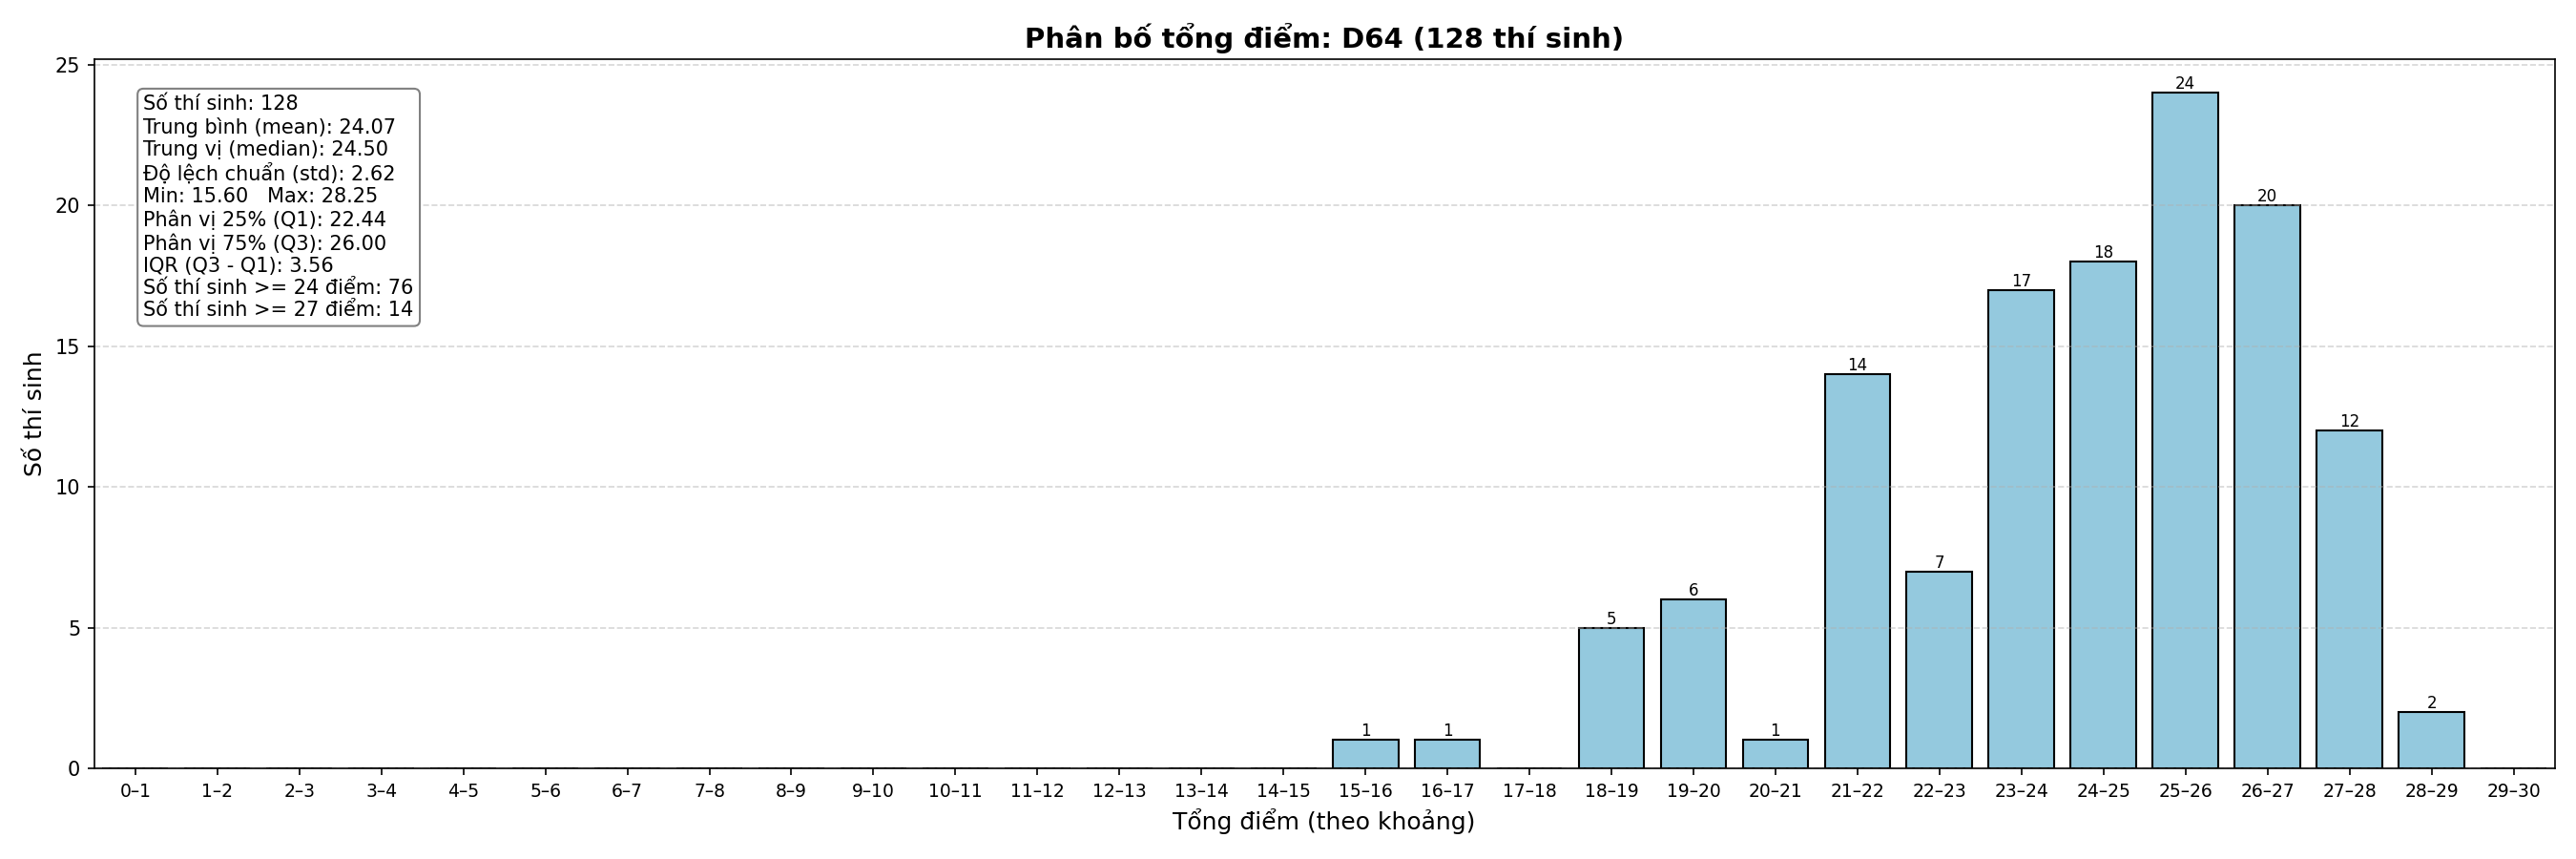 Phân bố tổng điểm: D64 (128 thí sinh)
25
20
15
10
5
0
Số thí sinh
Số thí sinh: 128
Trung bình (mean): 24.07
Trung vị (median): 24.50
Độ lệch chuẩn (std): 2.62
Min: 15.60   Max: 28.25
Phân vị 25% (Q1): 22.44
Phân vị 75% (Q3): 26.00
IQR (Q3 - Q1): 3.56
Số thí sinh >= 24 điểm: 76
Số thí sinh >= 27 điểm: 14
1 1 5 6 1 14 7 17 18 24 20 12 2
0–1 1–2 2–3 3–4 4–5 5–6 6–7 7–8 8–9 9–10 10–11 11–12 12–13 13–14 14–15 15–16 16–17 17–18 18–19 19–20 20–21 21–22 22–23 23–24 24–25 25–26 26–27 27–28 28–29 29–30
Tổng điểm (theo khoảng)